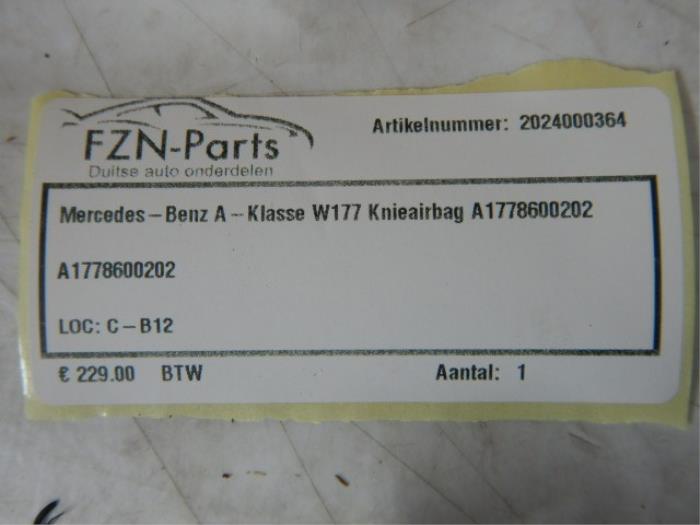 FZN-Parts
Duitse auto onderdelen
Artikelnummer: 2024000364
Mercedes-Benz A-Klasse W177 Knieairbag A1778600202
A1778600202
LOC: C-B12
€ 229.00 BTW Aantal: 1